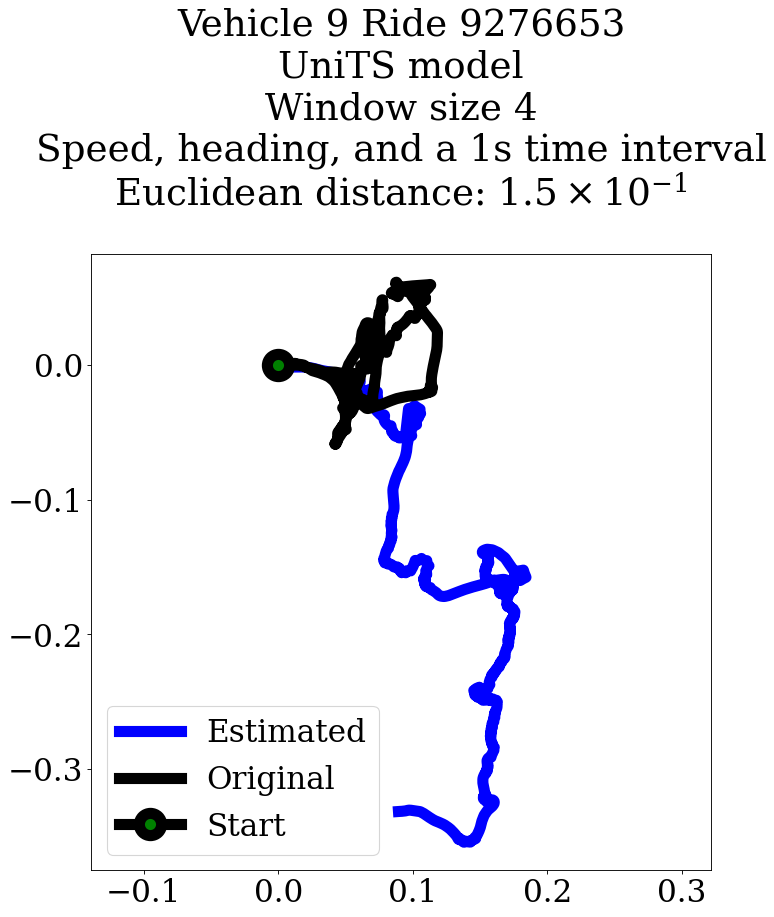 Vehicle 9 Ride 9276653
UniTS model
Window size 4
Speed, heading, and a 1s time interval
Euclidean distance: 1.5 × 10⁻¹
0.0
−0.1
−0.2
−0.3
Estimated
Original
Start
−0.1 0.0 0.1 0.2 0.3